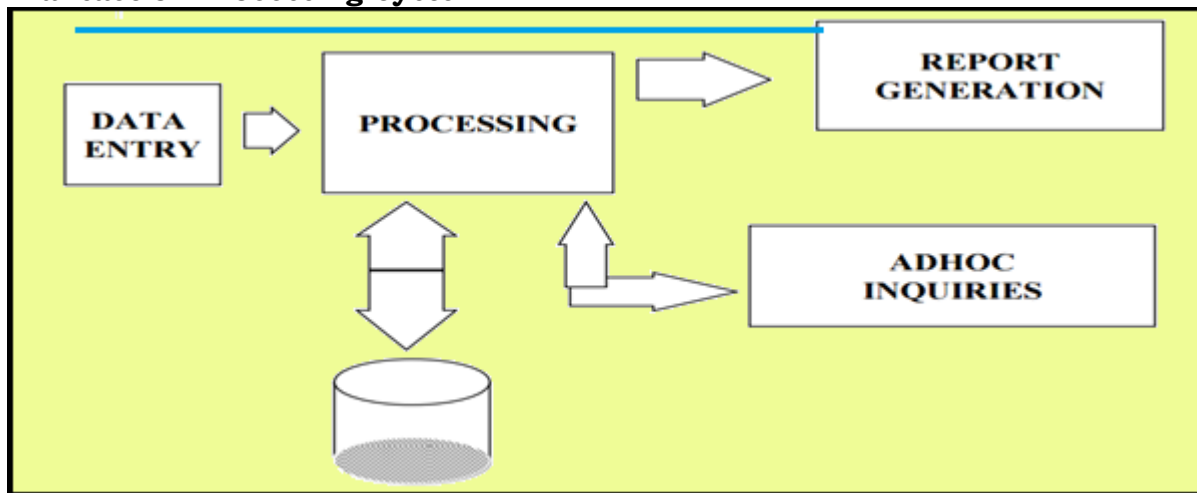 DATA
ENTRY
PROCESSING
REPORT
GENERATION
ADHOC
INQUIRIES